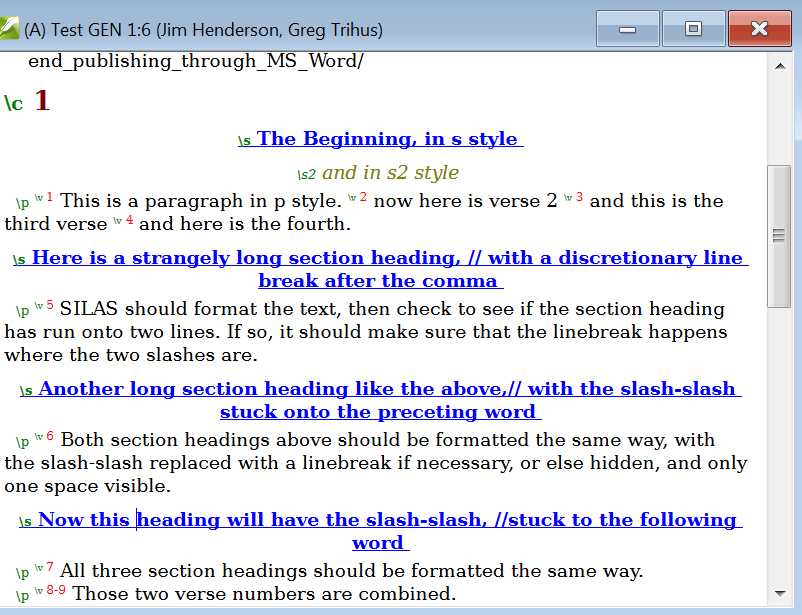 (A) Test GEN 1:6 (Jim Henderson, Greg Trihus)
end_publishing_through_MS_Word/
\c 1
\s The Beginning, in s style
\s2 and in s2 style
\p \v 1 This is a paragraph in p style. \v 2 now here is verse 2 \v 3 and this is the
third verse \v 4 and here is the fourth.
\s Here is a strangely long section heading, // with a discretionary line
break after the comma
\p \v 5 SILAS should format the text, then check to see if the section heading
has run onto two lines. If so, it should make sure that the linebreak happens
where the two slashes are.
\s Another long section heading like the above,// with the slash-slash
stuck onto the preceting word
\p \v 6 Both section headings above should be formatted the same way, with
the slash-slash replaced with a linebreak if necessary, or else hidden, and only
one space visible.
\s Now this heading will have the slash-slash, //stuck to the following
word
\p \v 7 All three section headings should be formatted the same way.
\p \v 8-9 Those two verse numbers are combined.